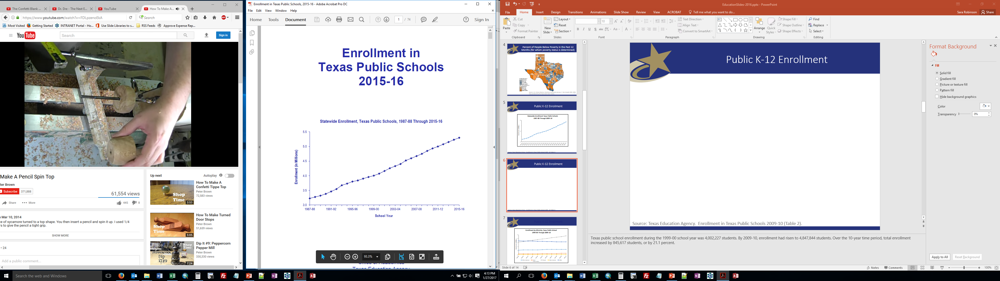 The Confetti Blank ...
Dr. Dre - The Next E...
YouTube
How To Make A...
https://www.youtube.com/watch?v=FDLpzenoEkA
Search
Most Visited
Getting Started
INTRANET Portal - Ho...
Use Slide Libraries to s...
RSS Feeds
Approve Expense Rep...
YouTube
Search
Sign in
Make A Pencil Spin Top
ter Brown
Subscribe
371,888
61,554 views
Share
More
445
8
n Mar 10, 2014
ce of sycamore turned to a top shape. You then insert a pencil and spin it up. I used 1/4
rs to give the pencil a tight grip.
SHOW MORE
• 24
Add a public comment...
Up next
Autoplay
Shop Time
3:53
How To Make A
Confetti Tippe Top
Peter Brown
72,583 views
Shop Time
5:05
How To Make Turned
Door Stops
Peter Brown
51,659 views
Shop Time
7:24
Dip It #9: Peppercorn
Pepper Mill
Peter Brown
330,330 views
Enrollment in Texas Public Schools, 2015-16 - Adobe Acrobat Pro DC
File Edit View Window Help
Home Tools Document
1 / 74
Sign In
Enrollment in
Texas Public Schools
2015-16
Statewide Enrollment, Texas Public Schools, 1987-88 Through 2015-16
Enrollment (in Millions)
5.5
5.0
4.5
4.0
3.5
3.0
1987-88 1991-92 1995-96 1999-00 2003-04 2007-08 2011-12 2015-16
School Year
93.3%
Office of Academics
Texas Education Agency
EducationSlides-2016.pptx - PowerPoint
File Home Insert Design Transitions Animations Slide Show Review View ACROBAT Tell me what you want to do...
Sara Robinson Share
Paste
Cut
Copy
Format Painter
Clipboard
New
Slide
Layout
Reset
Section
Slides
10
B I U S abc AV Aa A
Font
Text Direction
Align Text
Convert to SmartArt
Paragraph
Arrange
Quick
Styles
Shape Fill
Shape Outline
Shape Effects
Drawing
Find
Replace
Select
Editing
4
Percent of People Below Poverty in the Past 12
Months (for whom poverty status is determined)
5
Public K-12 Enrollment
Statewide Enrollment Texas Public Schools
1987-88 Through 2009-10
6
Public K-12 Enrollment
7
Enrollment by Ethnicity, Texas Public School
1999-00 Through 2009-10
Public K-12 Enrollment
Source: Texas Education Agency. Enrollment in Texas Public Schools 2009-10 (Table 2).
Texas public school enrollment during the 1999-00 school year was 4,002,227 students. By 2009-10, enrollment had risen to 4,847,844 students. Over the 10-year time period, total enrollment
increased by 845,617 students, or by 21.1 percent.
Format Background
Fill
Solid fill
Gradient fill
Picture or texture fill
Pattern fill
Hide background graphics
Color
Transparency
0%
Apply to All
Reset Background
Slide 6 of 14
Notes
Comments
100%
Search the web and Windows
4:13 PM
1/27/2017